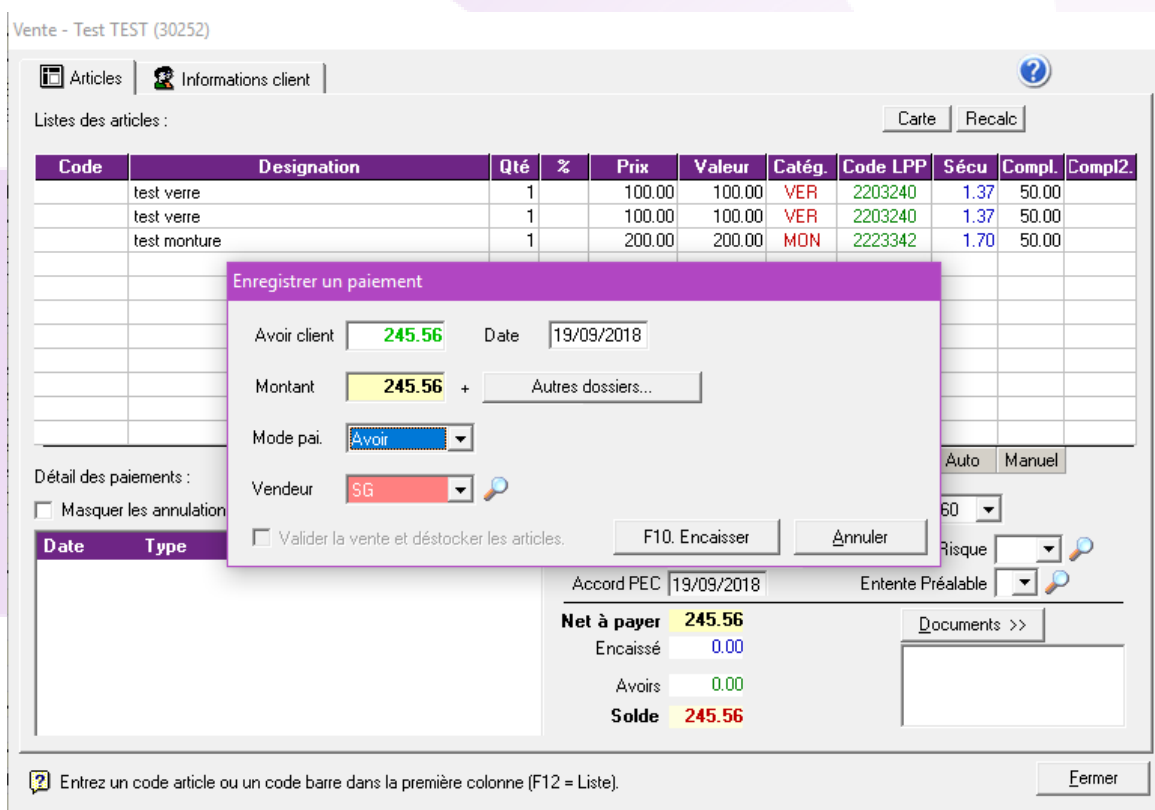 Vente - Test TEST (30252)
Articles Informations client
Listes des articles : Carte Recalc
Code Designation Qté % Prix Valeur Catég. Code LPP Sécu Compl. Compl2.
test verre 1 100.00 100.00 VER 2203240 1.37 50.00
test verre 1 100.00 100.00 VER 2203240 1.37 50.00
test monture 1 200.00 200.00 MON 2223342 1.70 50.00
Enregistrer un paiement
Avoir client 245.56 Date 19/09/2018
Montant 245.56 + Autres dossiers...
Mode pai. Avoir
Vendeur SG
Valider la vente et déstocker les articles. F10. Encaisser Annuler
Auto Manuel
Détail des paiements :
Masquer les annulation 60
Date Type Risque
Accord PEC 19/09/2018 Entente Préalable
Net à payer 245.56 Documents >>
Encaissé 0.00
Avoirs 0.00
Solde 245.56
Entrez un code article ou un code barre dans la première colonne (F12 = Liste). Fermer